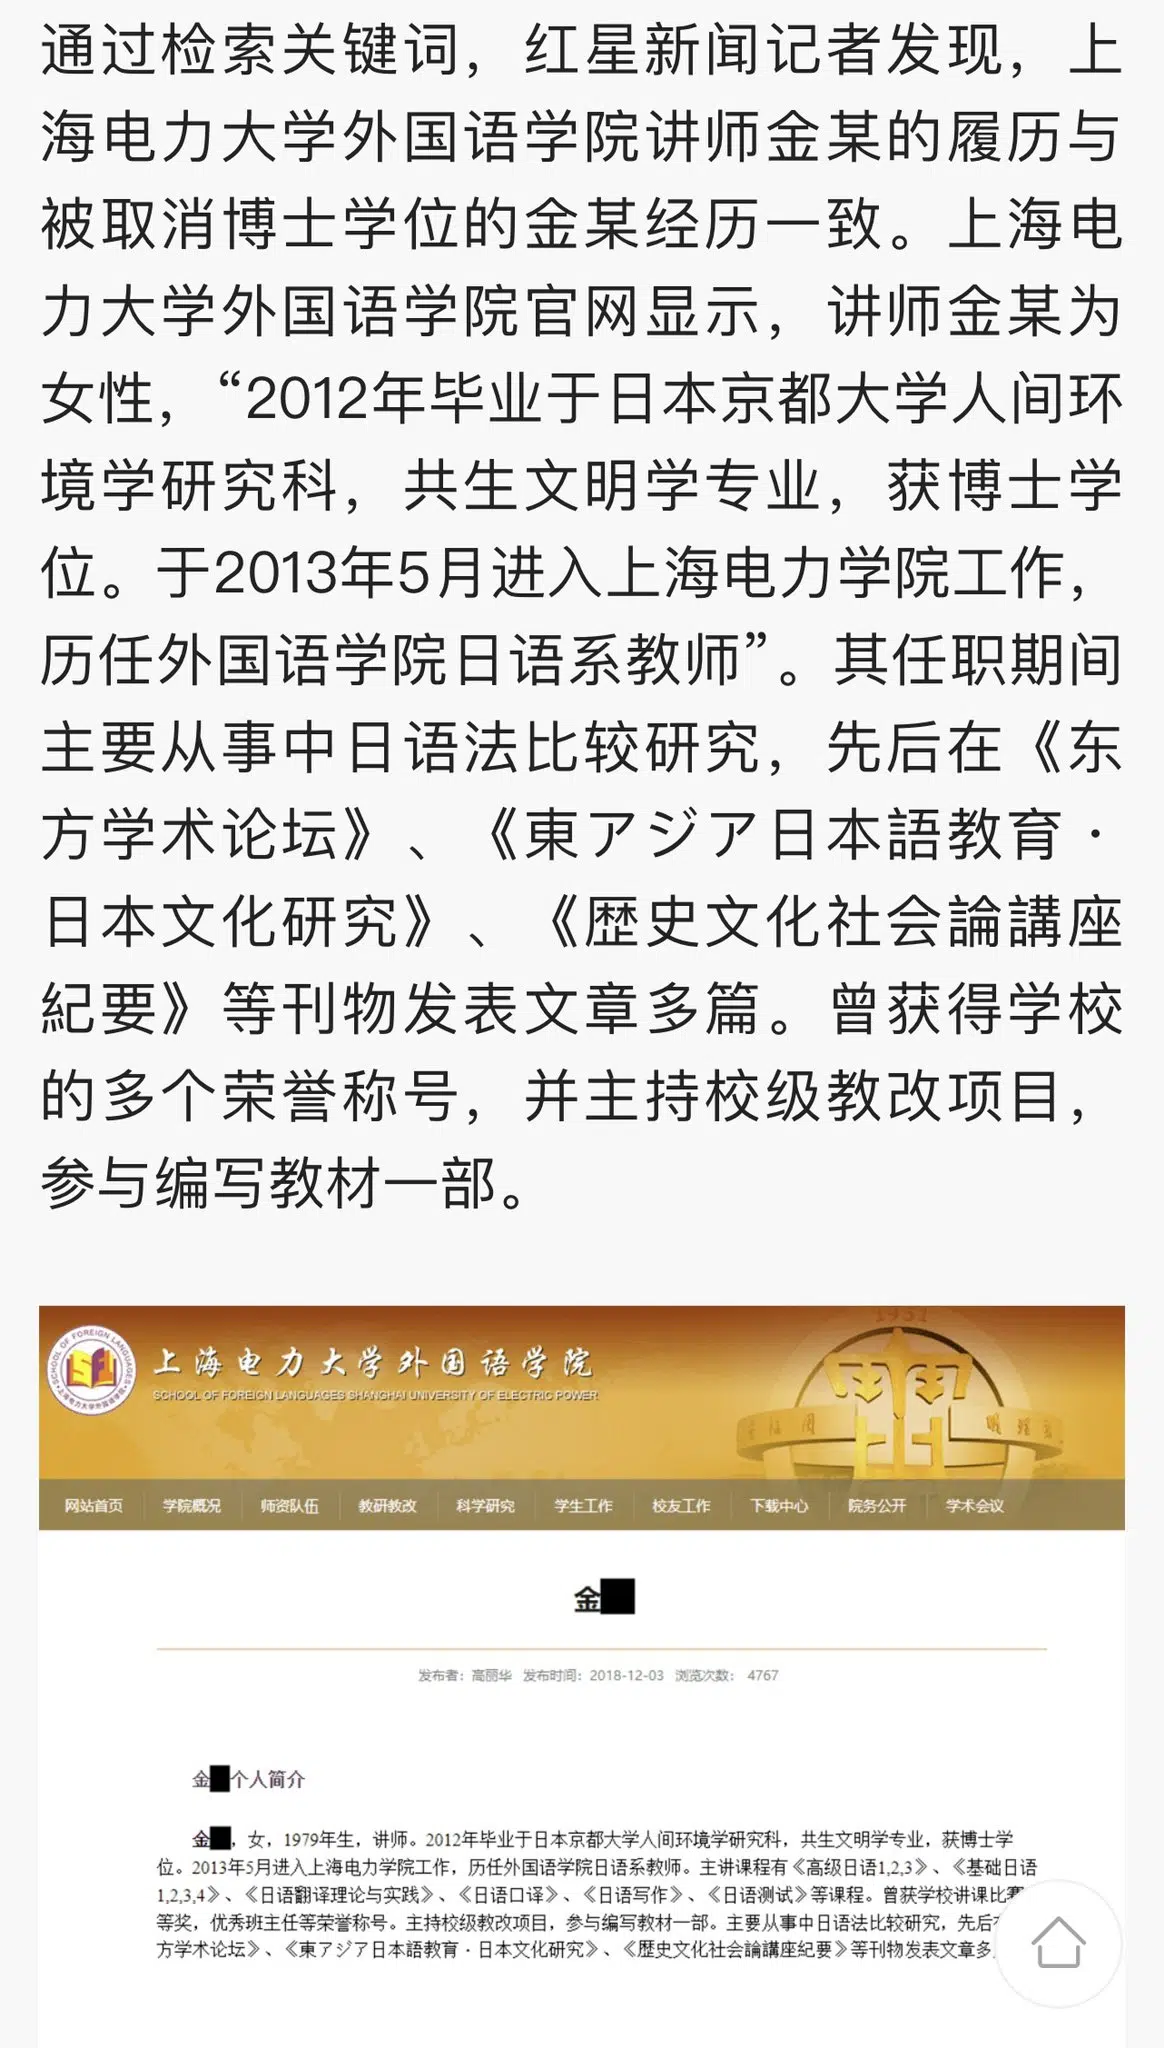 通过检索关键词，红星新闻记者发现，上
海电力大学外国语学院讲师金某的履历与
被取消博士学位的金某经历一致。上海电
力大学外国语学院官网显示，讲师金某为
女性，“2012年毕业于日本京都大学人间环
境学研究科，共生文明学专业，获博士学
位。于2013年5月进入上海电力学院工作，
历任外国语学院日语系教师”。其任职期间
主要从事中日语法比较研究，先后在《东
方学术论坛》、《東アジア日本語教育·
日本文化研究》、《歴史文化社会論講座
紀要》等刊物发表文章多篇。曾获得学校
的多个荣誉称号，并主持校级教改项目，
参与编写教材一部。
1951
SCHOOL OF FOREIGN LANGUAGES
上海电力大学外国语学院
上海电力大学外国语学院
SCHOOL OF FOREIGN LANGUAGES SHANGHAI UNIVERSITY OF ELECTRIC POWER
网站首页 学院概况 师资队伍 教研教改 科学研究 学生工作 校友工作 下载中心 院务公开 学术会议
金
发布者：高丽华 发布时间：2018-12-03 浏览次数： 4767
金 个人简介
金 ，女，1979年生，讲师。2012年毕业于日本京都大学人间环境学研究科，共生文明学专业，获博士学
位。2013年5月进入上海电力学院工作，历任外国语学院日语系教师。主讲课程有《高级日语1,2,3》、《基础日语
1,2,3,4》、《日语翻译理论与实践》、《日语口译》、《日语写作》、《日语测试》等课程。曾获学校讲课比赛
等奖，优秀班主任等荣誉称号。主持校级教改项目，参与编写教材一部。主要从事中日语法比较研究，先后
方学术论坛》、《東アジア日本語教育·日本文化研究》、《歴史文化社会論講座紀要》等刊物发表文章多